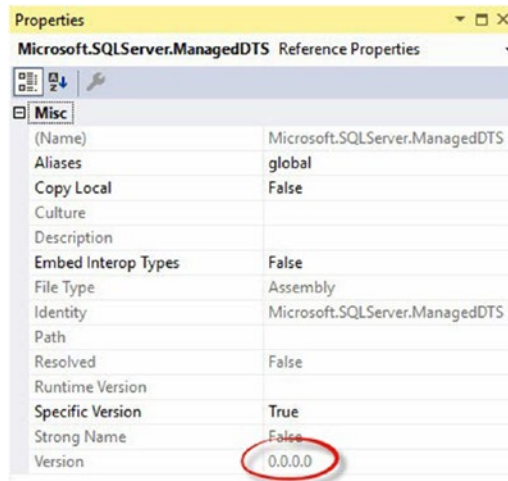 Properties
Microsoft.SQLServer.ManagedDTS Reference Properties
Misc
(Name) Microsoft.SQLServer.ManagedDTS
Aliases global
Copy Local False
Culture
Description
Embed Interop Types False
File Type Assembly
Identity Microsoft.SQLServer.ManagedDTS
Path
Resolved False
Runtime Version
Specific Version True
Strong Name False
Version 0.0.0.0